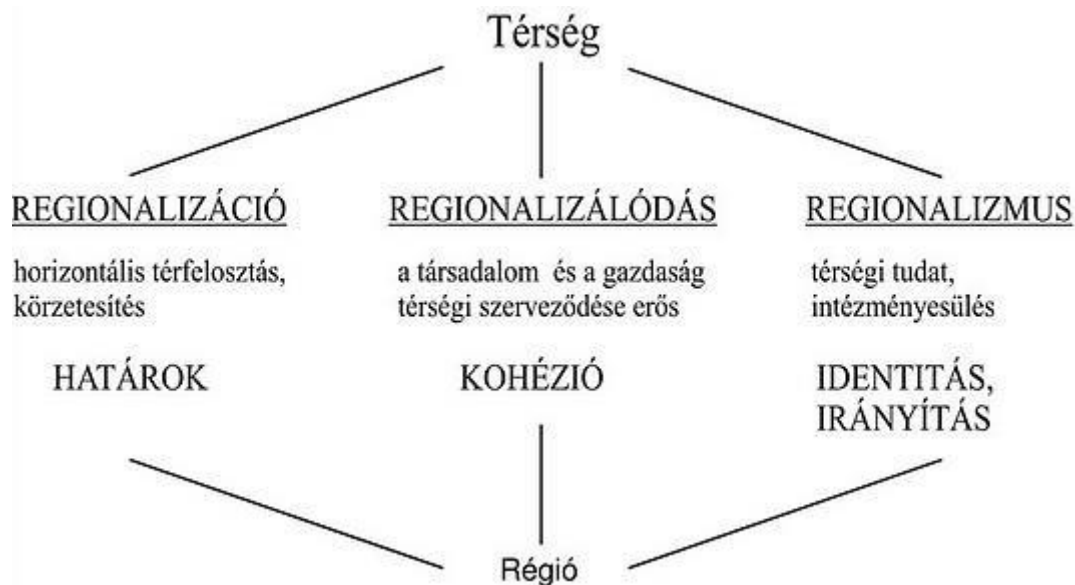 Térség
REGIONALIZÁCIÓ
horizontális térfelosztás,
körzetesítés
HATÁROK
REGIONALIZÁLÓDÁS
a társadalom és a gazdaság
térségi szerveződése erős
KOHÉZIÓ
REGIONALIZMUS
térségi tudat,
intézményesülés
IDENTITÁS,
IRÁNYÍTÁS
Régió